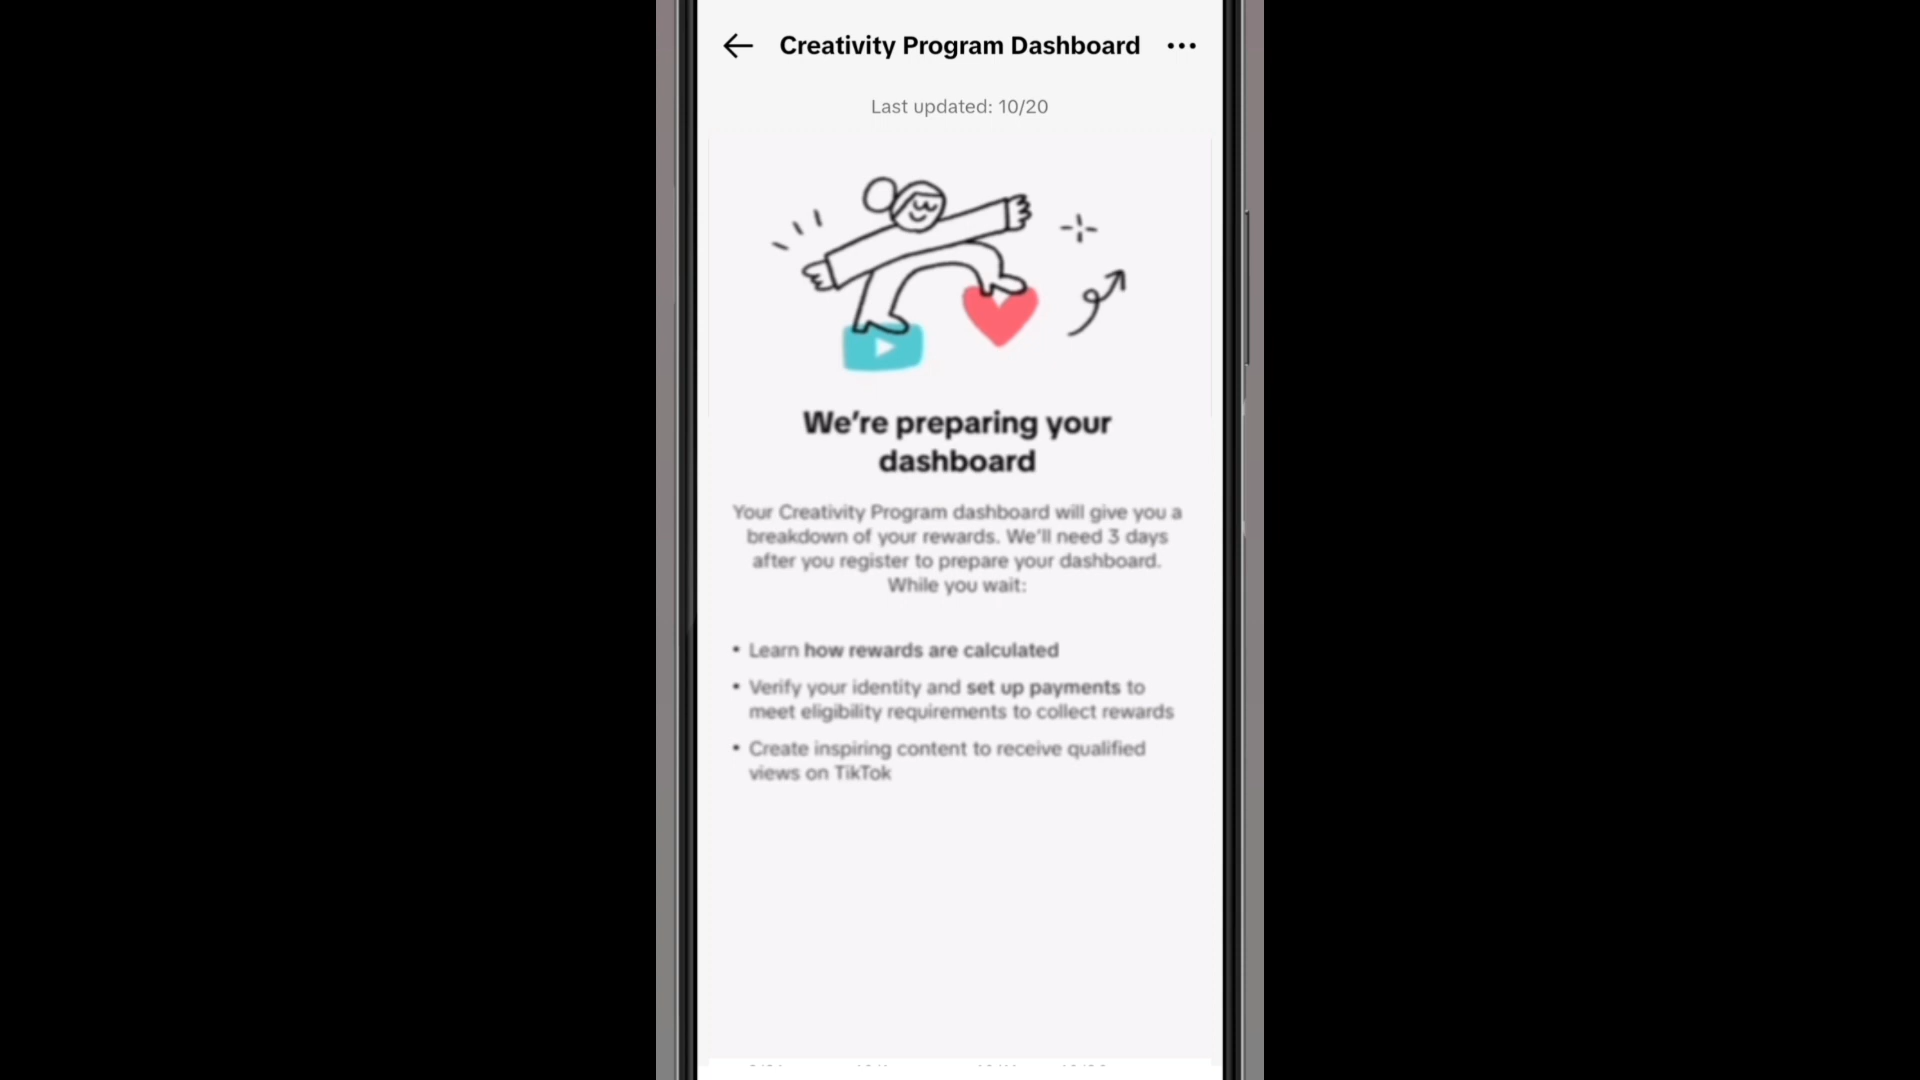 Creativity Program Dashboard
Last updated: 10/20
We're preparing your
dashboard
Your Creativity Program dashboard will give you a
breakdown of your rewards. We'll need 3 days
after you register to prepare your dashboard.
While you wait:
• Learn how rewards are calculated
• Verify your identity and set up payments to
meet eligibility requirements to collect rewards
• Create inspiring content to receive qualified
views on TikTok